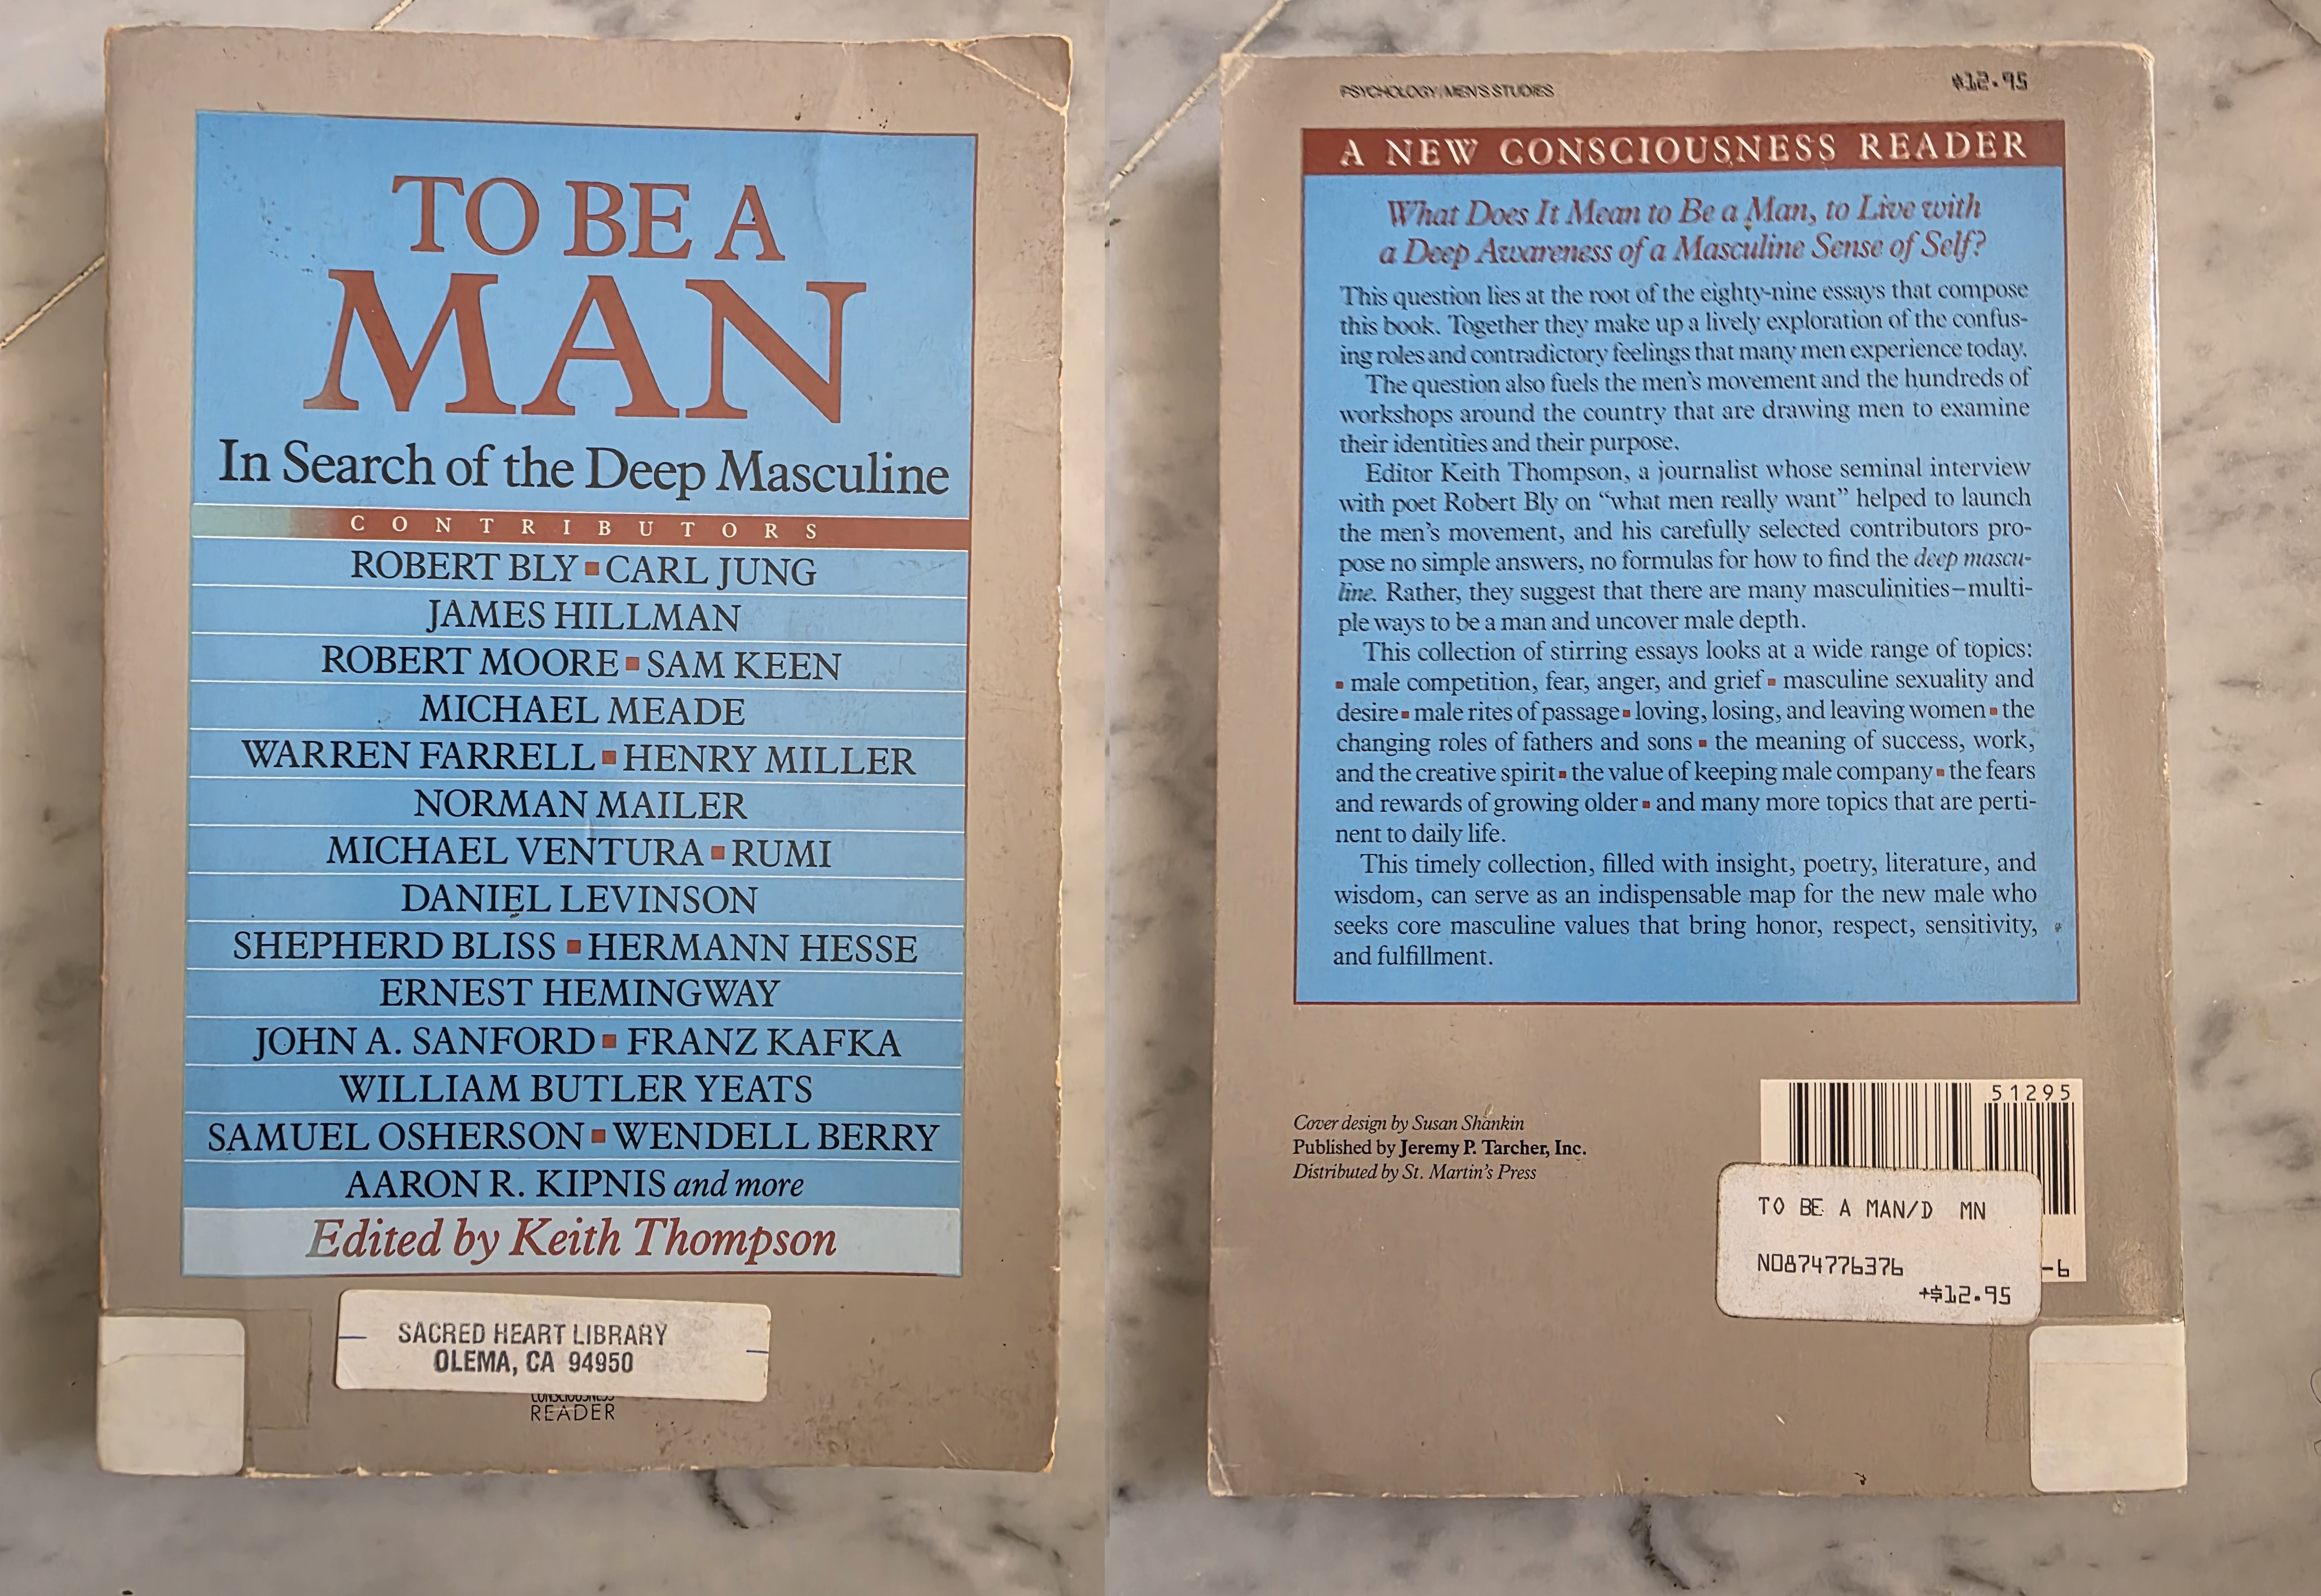 TO BE A
MAN
In Search of the Deep Masculine
CONTRIBUTORS
ROBERT BLY ▪ CARL JUNG
JAMES HILLMAN
ROBERT MOORE ▪ SAM KEEN
MICHAEL MEADE
WARREN FARRELL ▪ HENRY MILLER
NORMAN MAILER
MICHAEL VENTURA ▪ RUMI
DANIEL LEVINSON
SHEPHERD BLISS ▪ HERMANN HESSE
ERNEST HEMINGWAY
JOHN A. SANFORD ▪ FRANZ KAFKA
WILLIAM BUTLER YEATS
SAMUEL OSHERSON ▪ WENDELL BERRY
AARON R. KIPNIS and more
Edited by Keith Thompson
SACRED HEART LIBRARY
OLEMA, CA 94950
CONSCIOUSNESS
READER
PSYCHOLOGY/MEN'S STUDIES
$12.95
A NEW CONSCIOUSNESS READER
What Does It Mean to Be a Man, to Live with
a Deep Awareness of a Masculine Sense of Self?
This question lies at the root of the eighty-nine essays that compose
this book. Together they make up a lively exploration of the confus-
ing roles and contradictory feelings that many men experience today.
The question also fuels the men's movement and the hundreds of
workshops around the country that are drawing men to examine
their identities and their purpose.
Editor Keith Thompson, a journalist whose seminal interview
with poet Robert Bly on “what men really want” helped to launch
the men's movement, and his carefully selected contributors pro-
pose no simple answers, no formulas for how to find the deep mascu-
line. Rather, they suggest that there are many masculinities—multi-
ple ways to be a man and uncover male depth.
This collection of stirring essays looks at a wide range of topics:
▪ male competition, fear, anger, and grief ▪ masculine sexuality and
desire ▪ male rites of passage ▪ loving, losing, and leaving women ▪ the
changing roles of fathers and sons ▪ the meaning of success, work,
and the creative spirit ▪ the value of keeping male company ▪ the fears
and rewards of growing older ▪ and many more topics that are perti-
nent to daily life.
This timely collection, filled with insight, poetry, literature, and
wisdom, can serve as an indispensable map for the new male who
seeks core masculine values that bring honor, respect, sensitivity,
and fulfillment.
Cover design by Susan Shankin
Published by Jeremy P. Tarcher, Inc.
Distributed by St. Martin's Press
51295
TO BE A MAN/D MN
N0874776376
+$12.95
-6